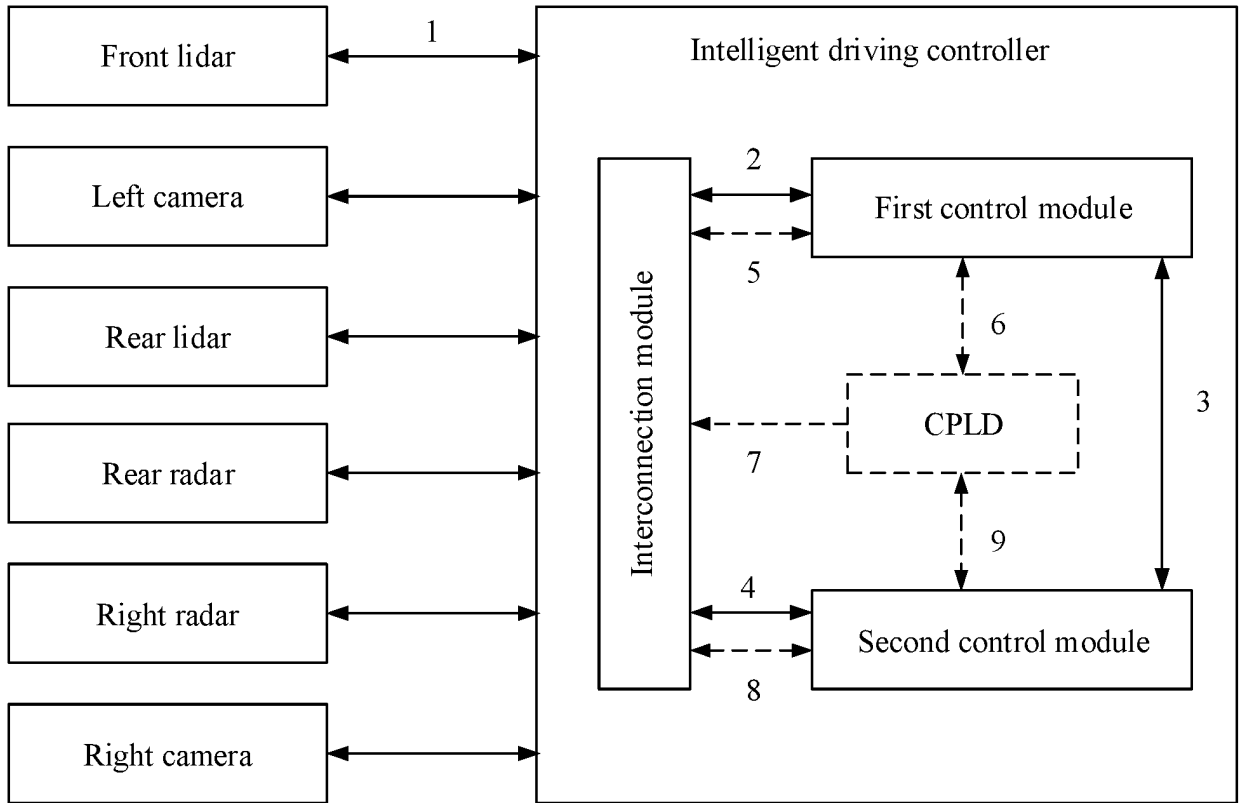 Front lidar
1
Intelligent driving controller
Left camera
2
First control module
5
Rear lidar
6
Interconnection module
3
CPLD
Rear radar
7
9
Right radar
4
Second control module
8
Right camera